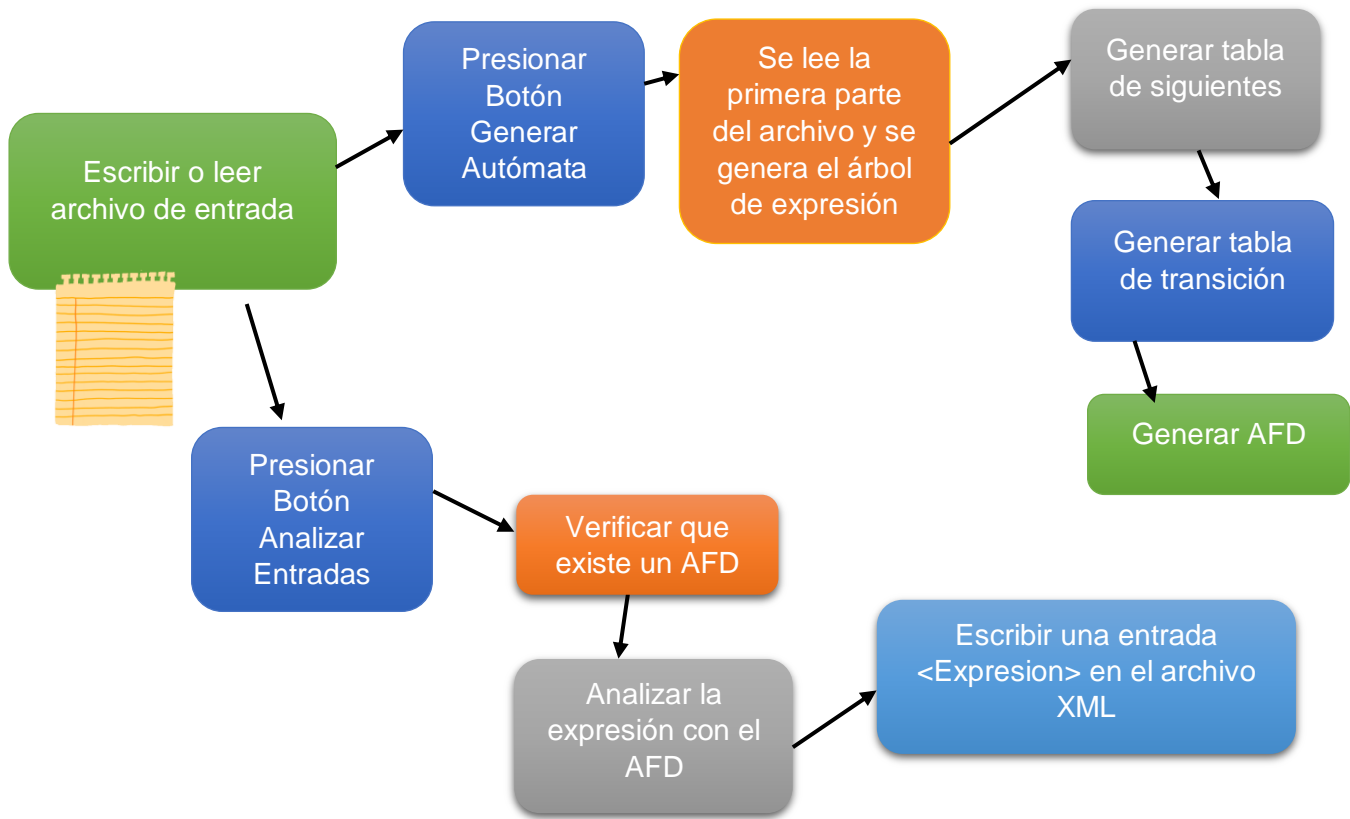 Escribir o leer
archivo de entrada
Presionar
Botón
Generar
Autómata
Se lee la
primera parte
del archivo y se
genera el árbol
de expresión
Generar tabla
de siguientes
Generar tabla
de transición
Generar AFD
Presionar
Botón
Analizar
Entradas
Verificar que
existe un AFD
Analizar la
expresión con el
AFD
Escribir una entrada
<Expresion> en el archivo
XML